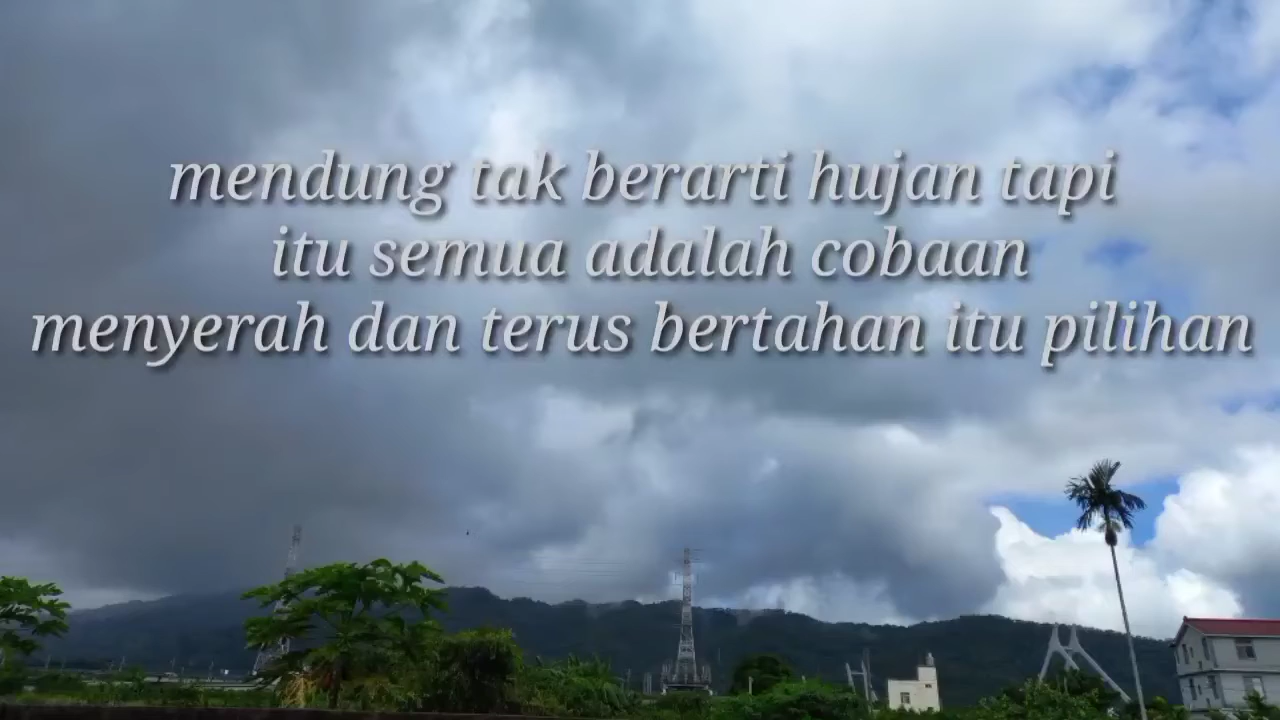 mendung tak berarti hujan tapi
itu semua adalah cobaan
menyerah dan terus bertahan itu pilihan